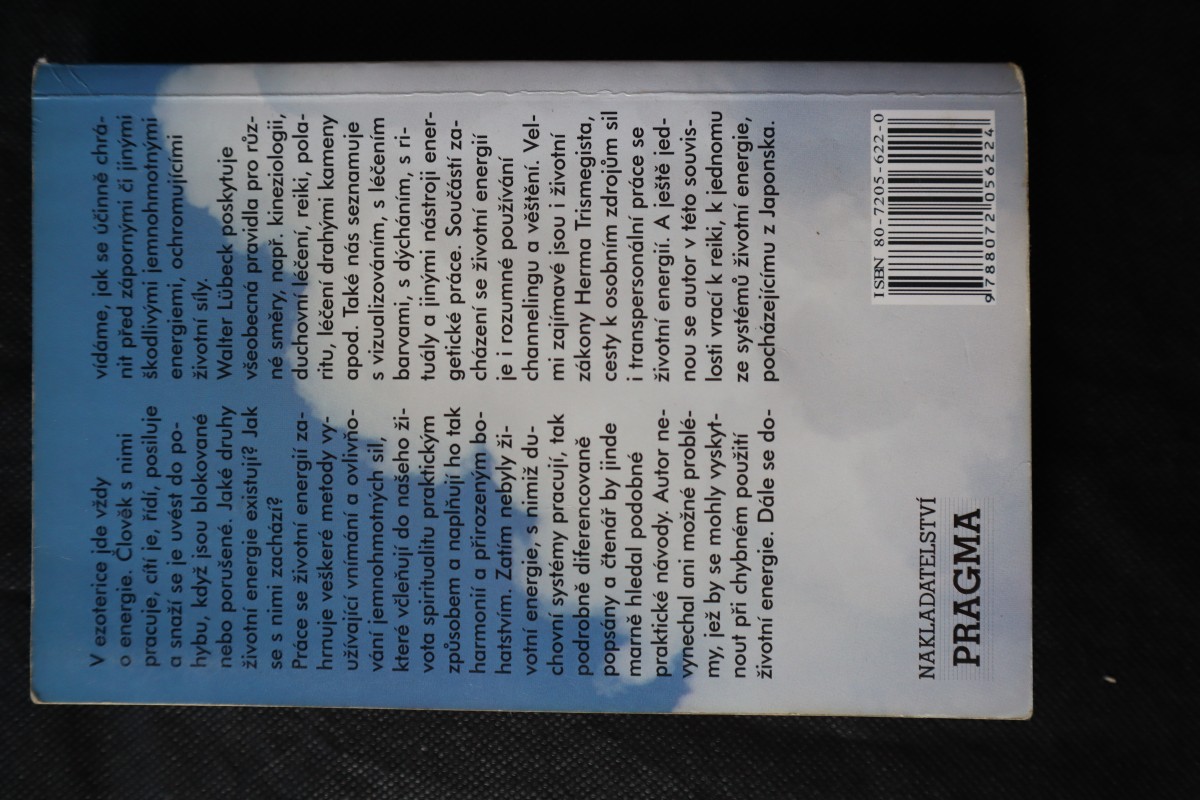 V ezoterice jde vždy
o energie. Člověk s nimi
pracuje, cítí je, řídí, posiluje
a snaží se je uvést do po-
hybu, když jsou blokované
nebo porušené. Jaké druhy
životní energie existují? Jak
se s nimi zachází?
Práce se životní energií za-
hrnuje veškeré metody vy-
užívající vnímání a ovlivňo-
vání jemnohmotných sil,
které včleňují do našeho ži-
vota spiritualitu praktickým
způsobem a naplňují ho tak
harmonií a přirozeným bo-
hatstvím. Zatím nebyly ži-
votní energie, s nimiž du-
chovní systémy pracují, tak
podrobně diferencovaně
popsány a čtenář by jinde
marně hledal podobné
praktické návody. Autor ne-
vynechal ani možné problé-
my, jež by se mohly vyskyt-
nout při chybném použití
životní energie. Dále se do-
vídáme, jak se účinně chrá-
nit před zápornými či jinými
škodlivými jemnohmotnými
energiemi, ochromujícími
životní síly.
Walter Lübeck poskytuje
všeobecná pravidla pro růz-
né směry, např. kineziologii,
duchovní léčení, reiki, pola-
ritu, léčení drahými kameny
apod. Také nás seznamuje
s vizualizováním, s léčením
barvami, s dýcháním, s ri-
tuály a jinými nástroji ener-
getické práce. Součástí za-
cházení se životní energií
je i rozumné používání
channelingu a věštění. Vel-
mi zajímavé jsou i životní
zákony Herma Trismegista,
cesty k osobním zdrojům sil
i transpersonální práce se
životní energií. A ještě jed-
nou se autor v této souvis-
losti vrací k reiki, k jednomu
ze systémů životní energie,
pocházejícímu z Japonska.
NAKLADATELSTVÍ
PRAGMA
ISBN 80-7205-622-0
9788072056224